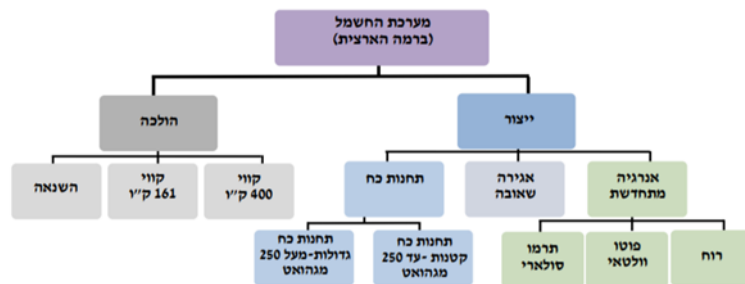 מערכת החשמל
(ברמה הארצית)
ייצור
הולכה
אנרגיה
מתחדשת
אגירה
שאובה
תחנות כח
קווי
400 ק"ו
קווי
161 ק"ו
השנאה
רוח
פוטו
וולטאי
תרמו
סולארי
תחנות כח
קטנות -עד 250
מגהואט
תחנות כח
גדולות-מעל 250
מגהואט